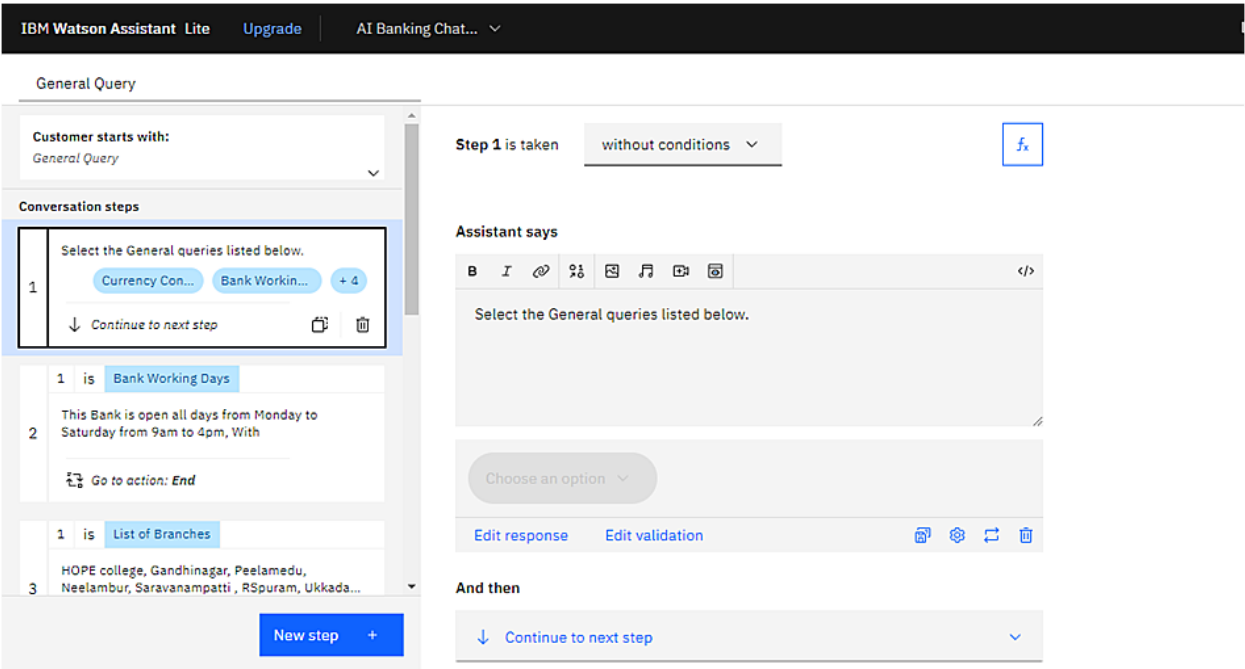 IBM Watson Assistant Lite Upgrade AI Banking Chat...
General Query
Customer starts with:
General Query
Conversation steps
1
Select the General queries listed below.
Currency Con... Bank Workin... + 4
Continue to next step
2
1 is Bank Working Days
This Bank is open all days from Monday to
Saturday from 9am to 4pm, With
Go to action: End
3
1 is List of Branches
HOPE college, Gandhinagar, Peelamedu,
Neelambur, Saravanampatti , RSpuram, Ukkada...
New step +
Step 1 is taken without conditions fx
Assistant says
B I </>
Select the General queries listed below.
Choose an option
Edit response Edit validation
And then
Continue to next step